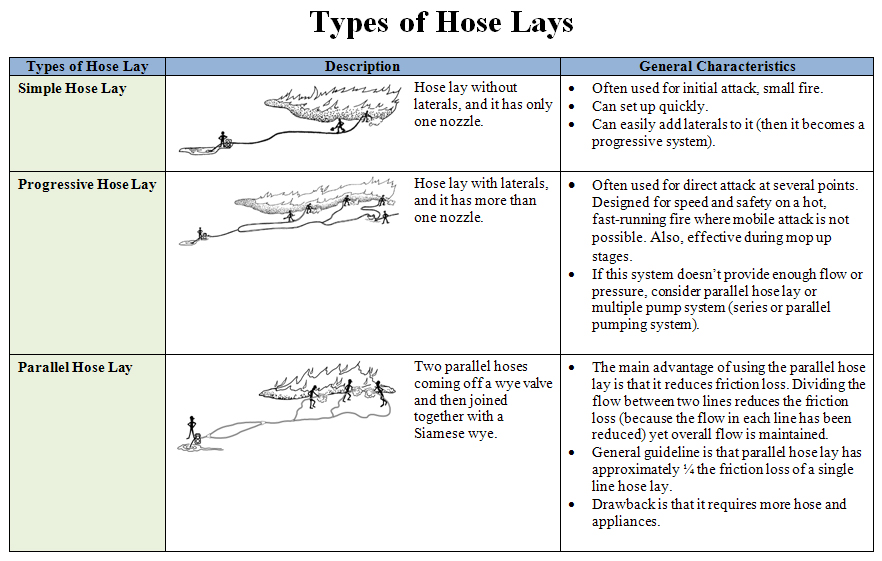 Types of Hose Lays
Types of Hose Lay
Description
General Characteristics
Simple Hose Lay
Hose lay without
laterals, and it has only
one nozzle.
• Often used for initial attack, small fire.
• Can set up quickly.
• Can easily add laterals to it (then it becomes a
progressive system).
Progressive Hose Lay
Hose lay with laterals,
and it has more than
one nozzle.
• Often used for direct attack at several points.
Designed for speed and safety on a hot,
fast-running fire where mobile attack is not
possible. Also, effective during mop up
stages.
• If this system doesn’t provide enough flow or
pressure, consider parallel hose lay or
multiple pump system (series or parallel
pumping system).
Parallel Hose Lay
Two parallel hoses
coming off a wye valve
and then joined
together with a
Siamese wye.
• The main advantage of using the parallel hose
lay is that it reduces friction loss. Dividing the
flow between two lines reduces the friction
loss (because the flow in each line has been
reduced) yet overall flow is maintained.
• General guideline is that parallel hose lay has
approximately ¼ the friction loss of a single
line hose lay.
• Drawback is that it requires more hose and
appliances.